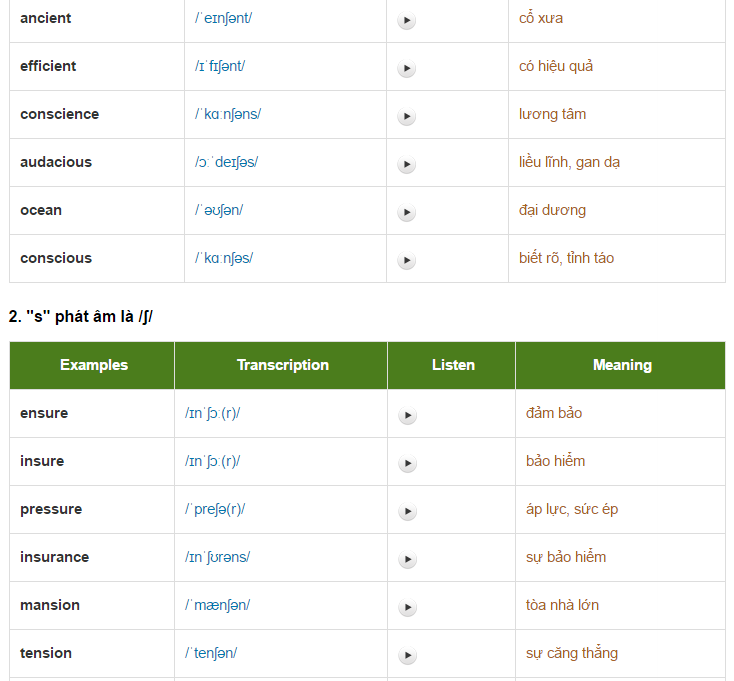 ancient /ˈeɪnʃənt/ cổ xưa
efficient /ɪˈfɪʃənt/ có hiệu quả
conscience /ˈkɑːnʃəns/ lương tâm
audacious /ɔːˈdeɪʃəs/ liều lĩnh, gan dạ
ocean /ˈəʊʃən/ đại dương
conscious /ˈkɑːnʃəs/ biết rõ, tỉnh táo
2. "s" phát âm là /ʃ/
Examples Transcription Listen Meaning
ensure /ɪnˈʃɔː(r)/ đảm bảo
insure /ɪnˈʃɔː(r)/ bảo hiểm
pressure /ˈpreʃə(r)/ áp lực, sức ép
insurance /ɪnˈʃʊrəns/ sự bảo hiểm
mansion /ˈmænʃən/ tòa nhà lớn
tension /ˈtenʃən/ sự căng thẳng